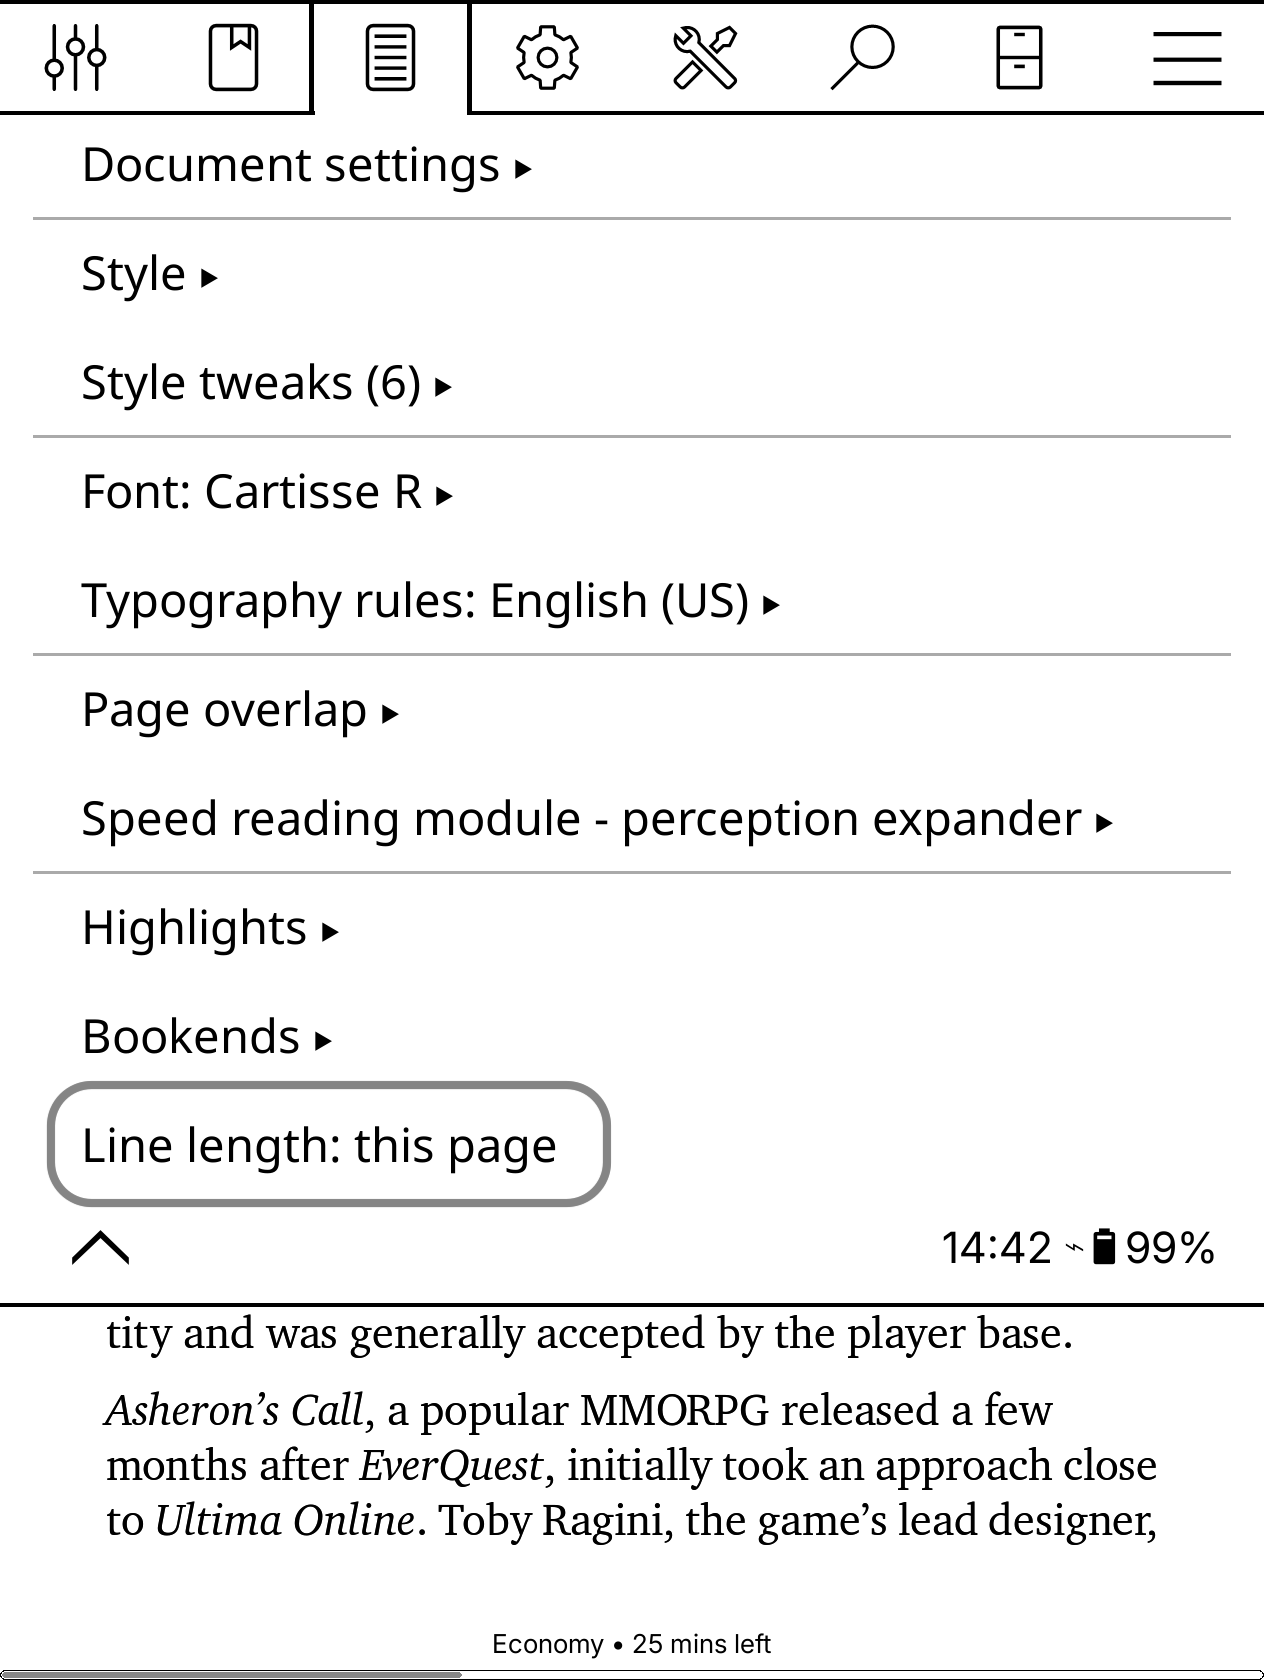 Document settings ▸
Style ▸
Style tweaks (6) ▸
Font: Cartisse R ▸
Typography rules: English (US) ▸
Page overlap ▸
Speed reading module - perception expander ▸
Highlights ▸
Bookends ▸
Line length: this page
14:42 99%
tity and was generally accepted by the player base.
Asheron’s Call, a popular MMORPG released a few
months after EverQuest, initially took an approach close
to Ultima Online. Toby Ragini, the game’s lead designer,
Economy • 25 mins left